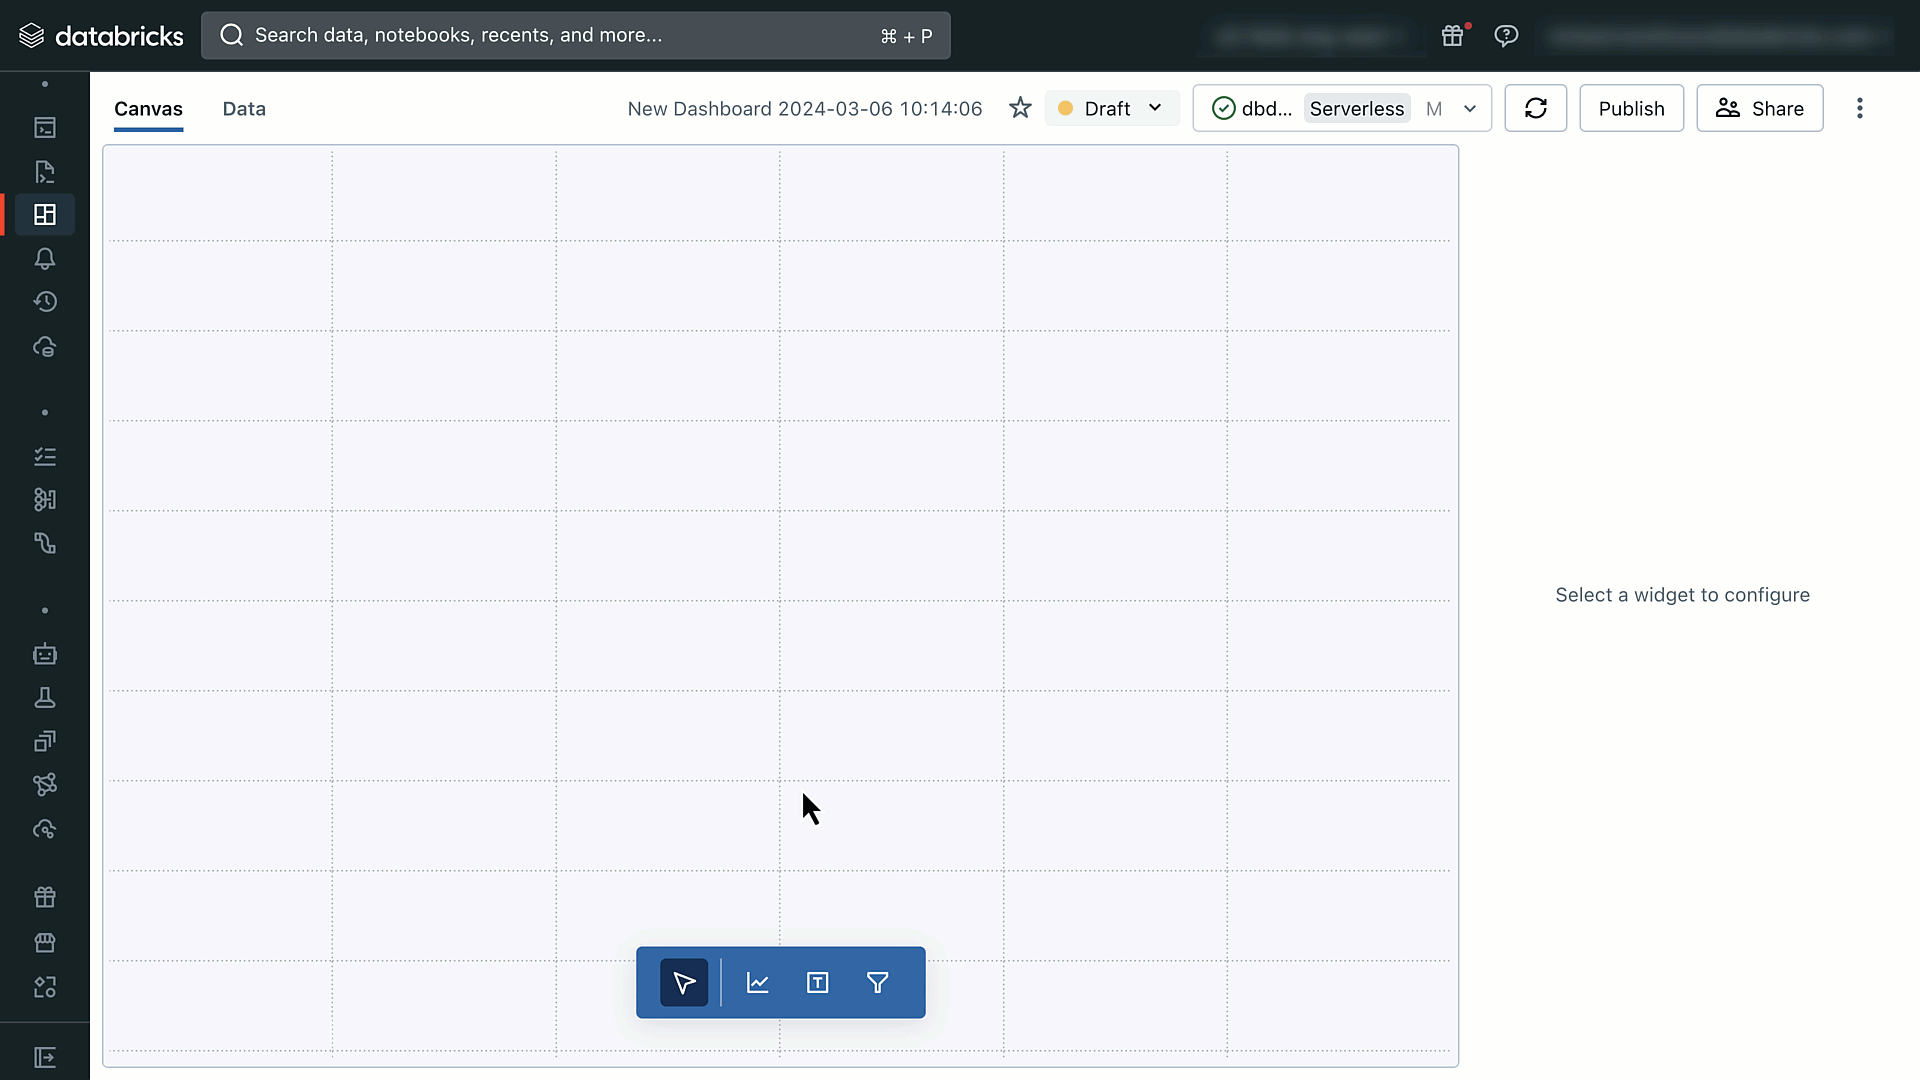 databricks
Search data, notebooks, recents, and more... ⌘ + P
Canvas Data New Dashboard 2024-03-06 10:14:06 Draft dbd... Serverless M Publish Share
Select a widget to configure